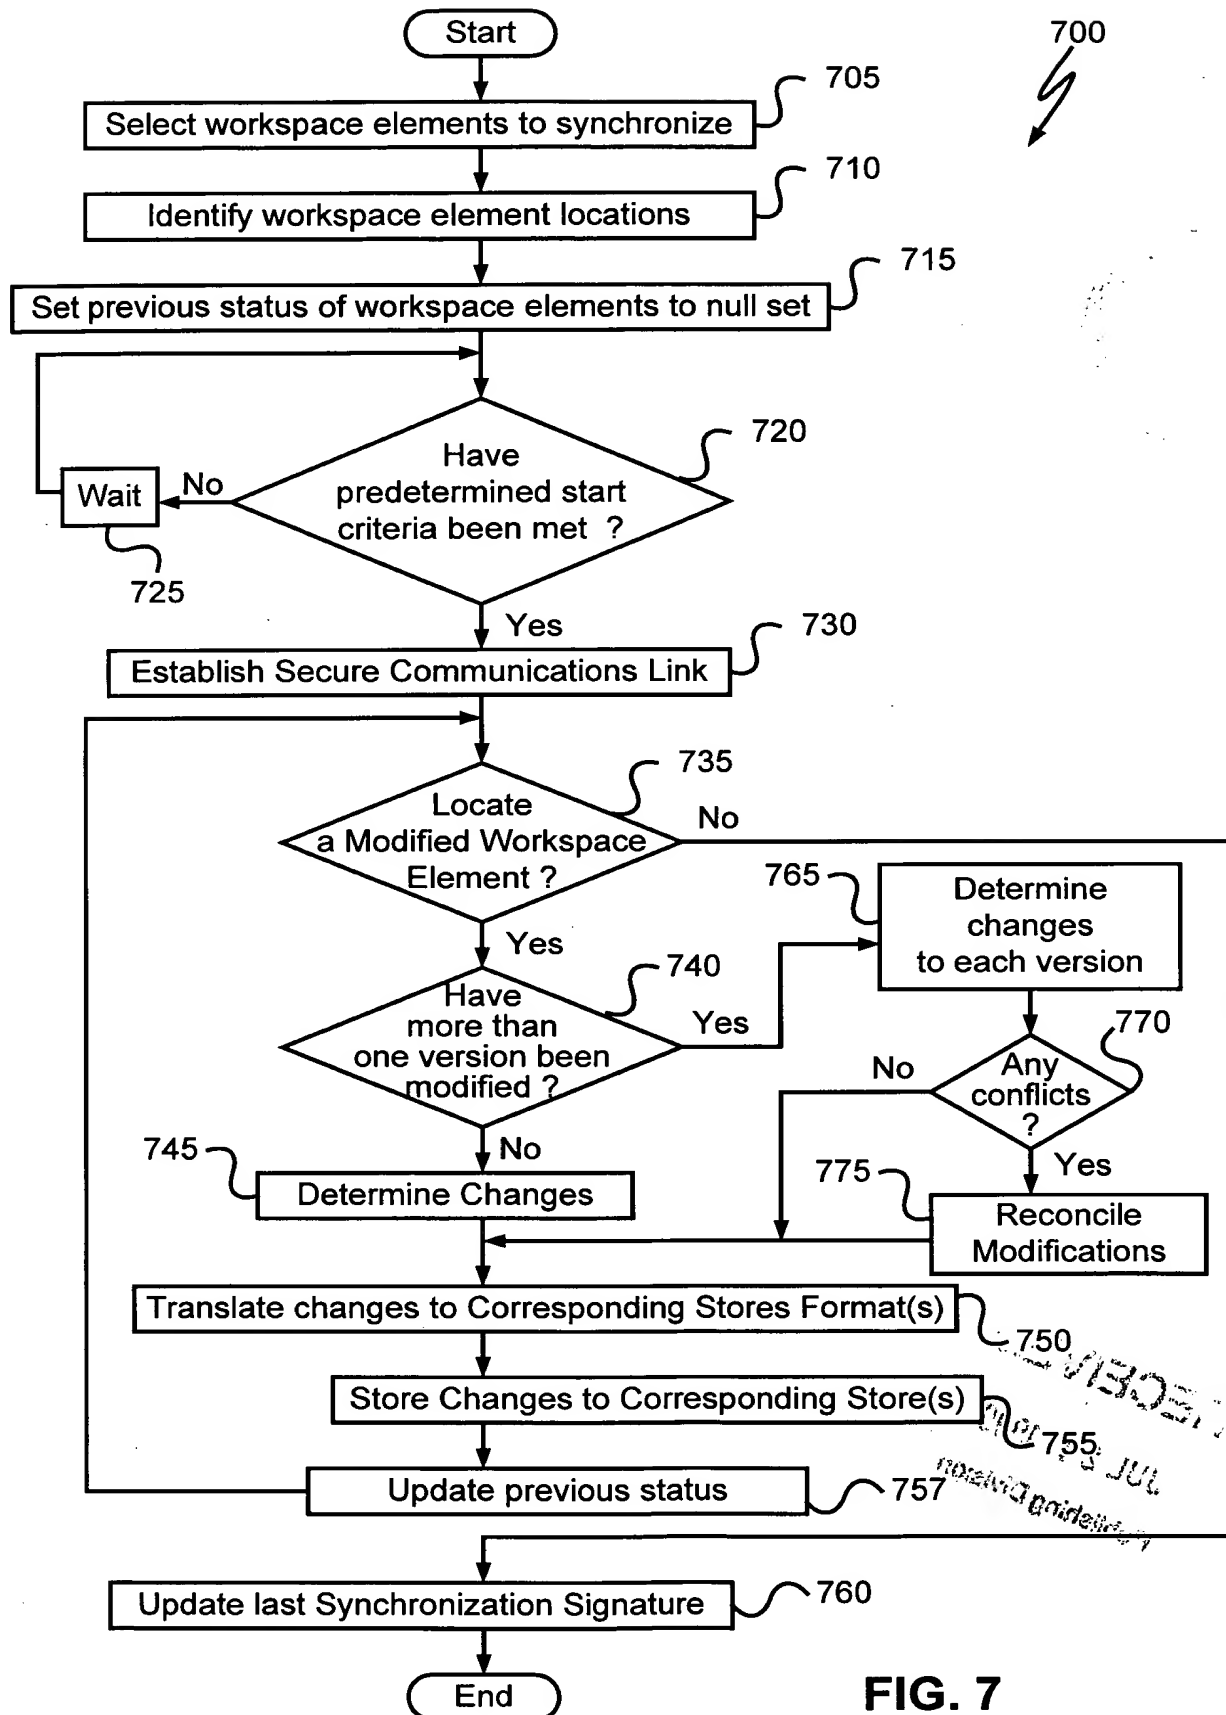 Start
700
705
Select workspace elements to synchronize
710
Identify workspace element locations
715
Set previous status of workspace elements to null set
720
Have
predetermined start
criteria been met ?
No
Wait
725
Yes
730
Establish Secure Communications Link
735
Locate
a Modified Workspace
Element ?
No
765
Determine
changes
to each version
Yes
740
Have
more than
one version been
modified ?
Yes
770
Any
conflicts
?
No
745
No
Determine Changes
Yes
775
Reconcile
Modifications
Translate changes to Corresponding Stores Format(s)
750
Store Changes to Corresponding Store(s)
755
JUL
Update previous status
757
Publishing Division
Update last Synchronization Signature
760
End
FIG. 7